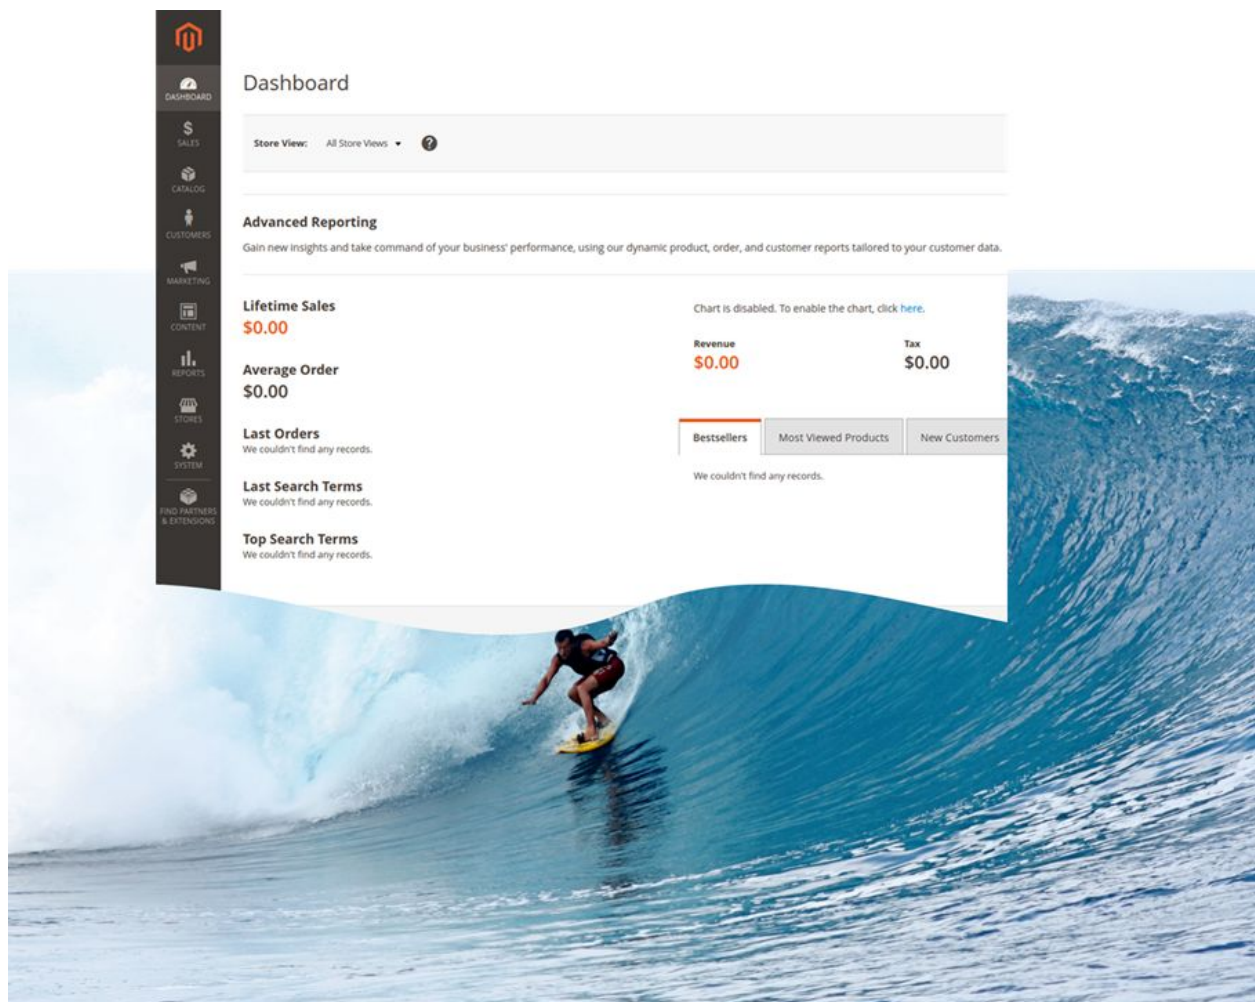 Dashboard
DASHBOARD
SALES
Store View: All Store Views ?
CATALOG
CUSTOMERS
Advanced Reporting
Gain new insights and take command of your business' performance, using our dynamic product, order, and customer reports tailored to your customer data.
MARKETING
CONTENT
REPORTS
STORES
SYSTEM
FIND PARTNERS
& EXTENSIONS
Lifetime Sales
$0.00
Average Order
$0.00
Last Orders
We couldn't find any records.
Last Search Terms
We couldn't find any records.
Top Search Terms
We couldn't find any records.
Chart is disabled. To enable the chart, click here.
Revenue Tax
$0.00 $0.00
Bestsellers Most Viewed Products New Customers
We couldn't find any records.